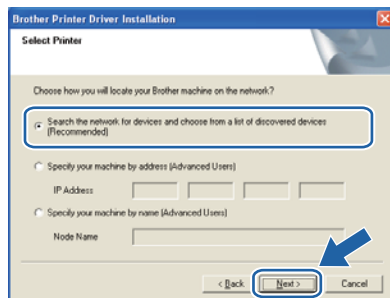 Brother Printer Driver Installation
Select Printer
Choose how you will locate your Brother machine on the network?
Search the network for devices and choose from a list of discovered devices
(Recommended)
Specify your machine by address (Advanced Users)
IP Address
Specify your machine by name (Advanced Users)
Node Name
< Back Next > Cancel